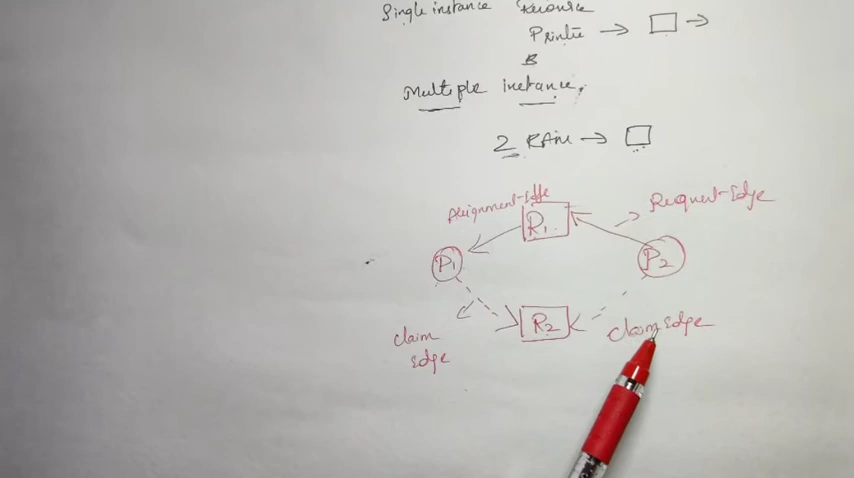 Single instance Resource
Printer
Multiple instance,
2 RAM
Assignment-Edge
Request-Edge
R1
P1
P2
R2
claim
Edge
claim Edge